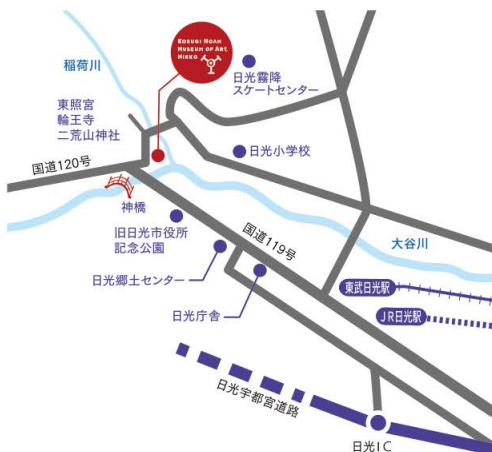 KOSUGI HOAN
MUSEUM OF ART,
NIKKO
稲荷川
日光霧降
スケートセンター
東照宮
輪王寺
二荒山神社
日光小学校
国道120号
神橋
旧日光市役所
記念公園
国道119号
大谷川
日光郷土センター
東武日光駅
日光庁舎
JR日光駅
日光宇都宮道路
日光IC